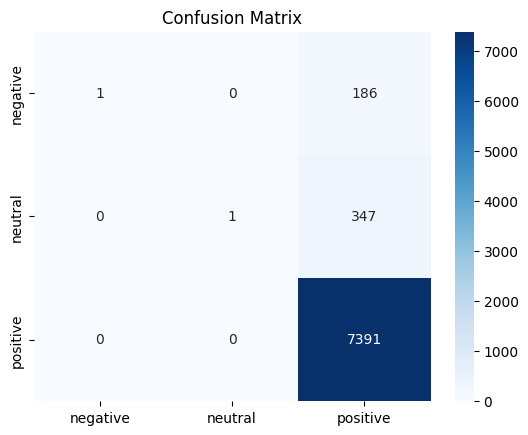 Confusion Matrix
negative
neutral
positive
1 0 186
0 1 347
0 0 7391
negative neutral positive
7000
6000
5000
4000
3000
2000
1000
0